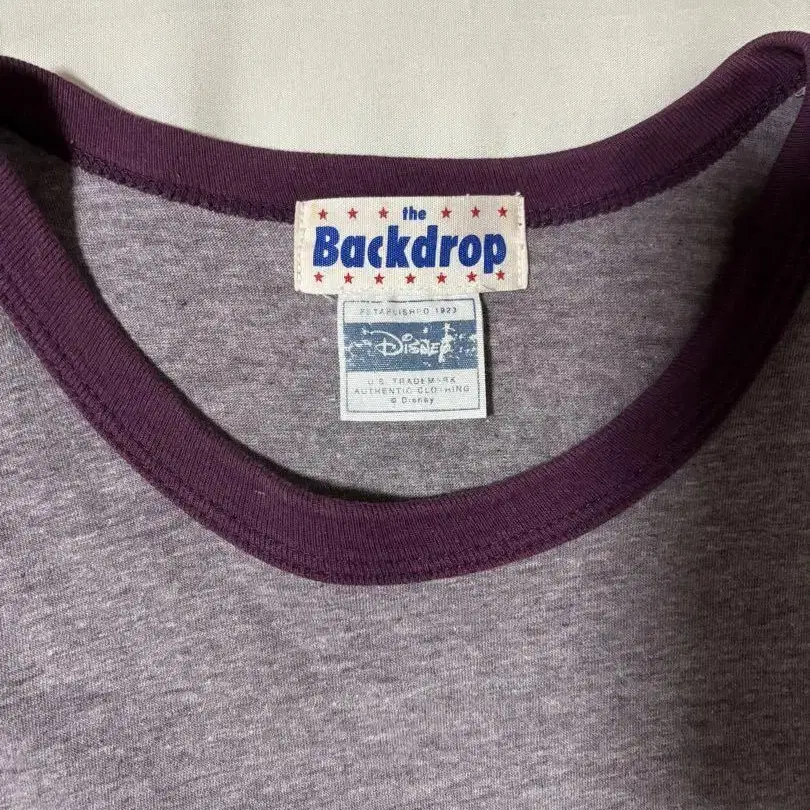 the
Backdrop
ESTABLISHED 1923
Disney
U.S. TRADEMARK
AUTHENTIC CLOTHING
© Disney